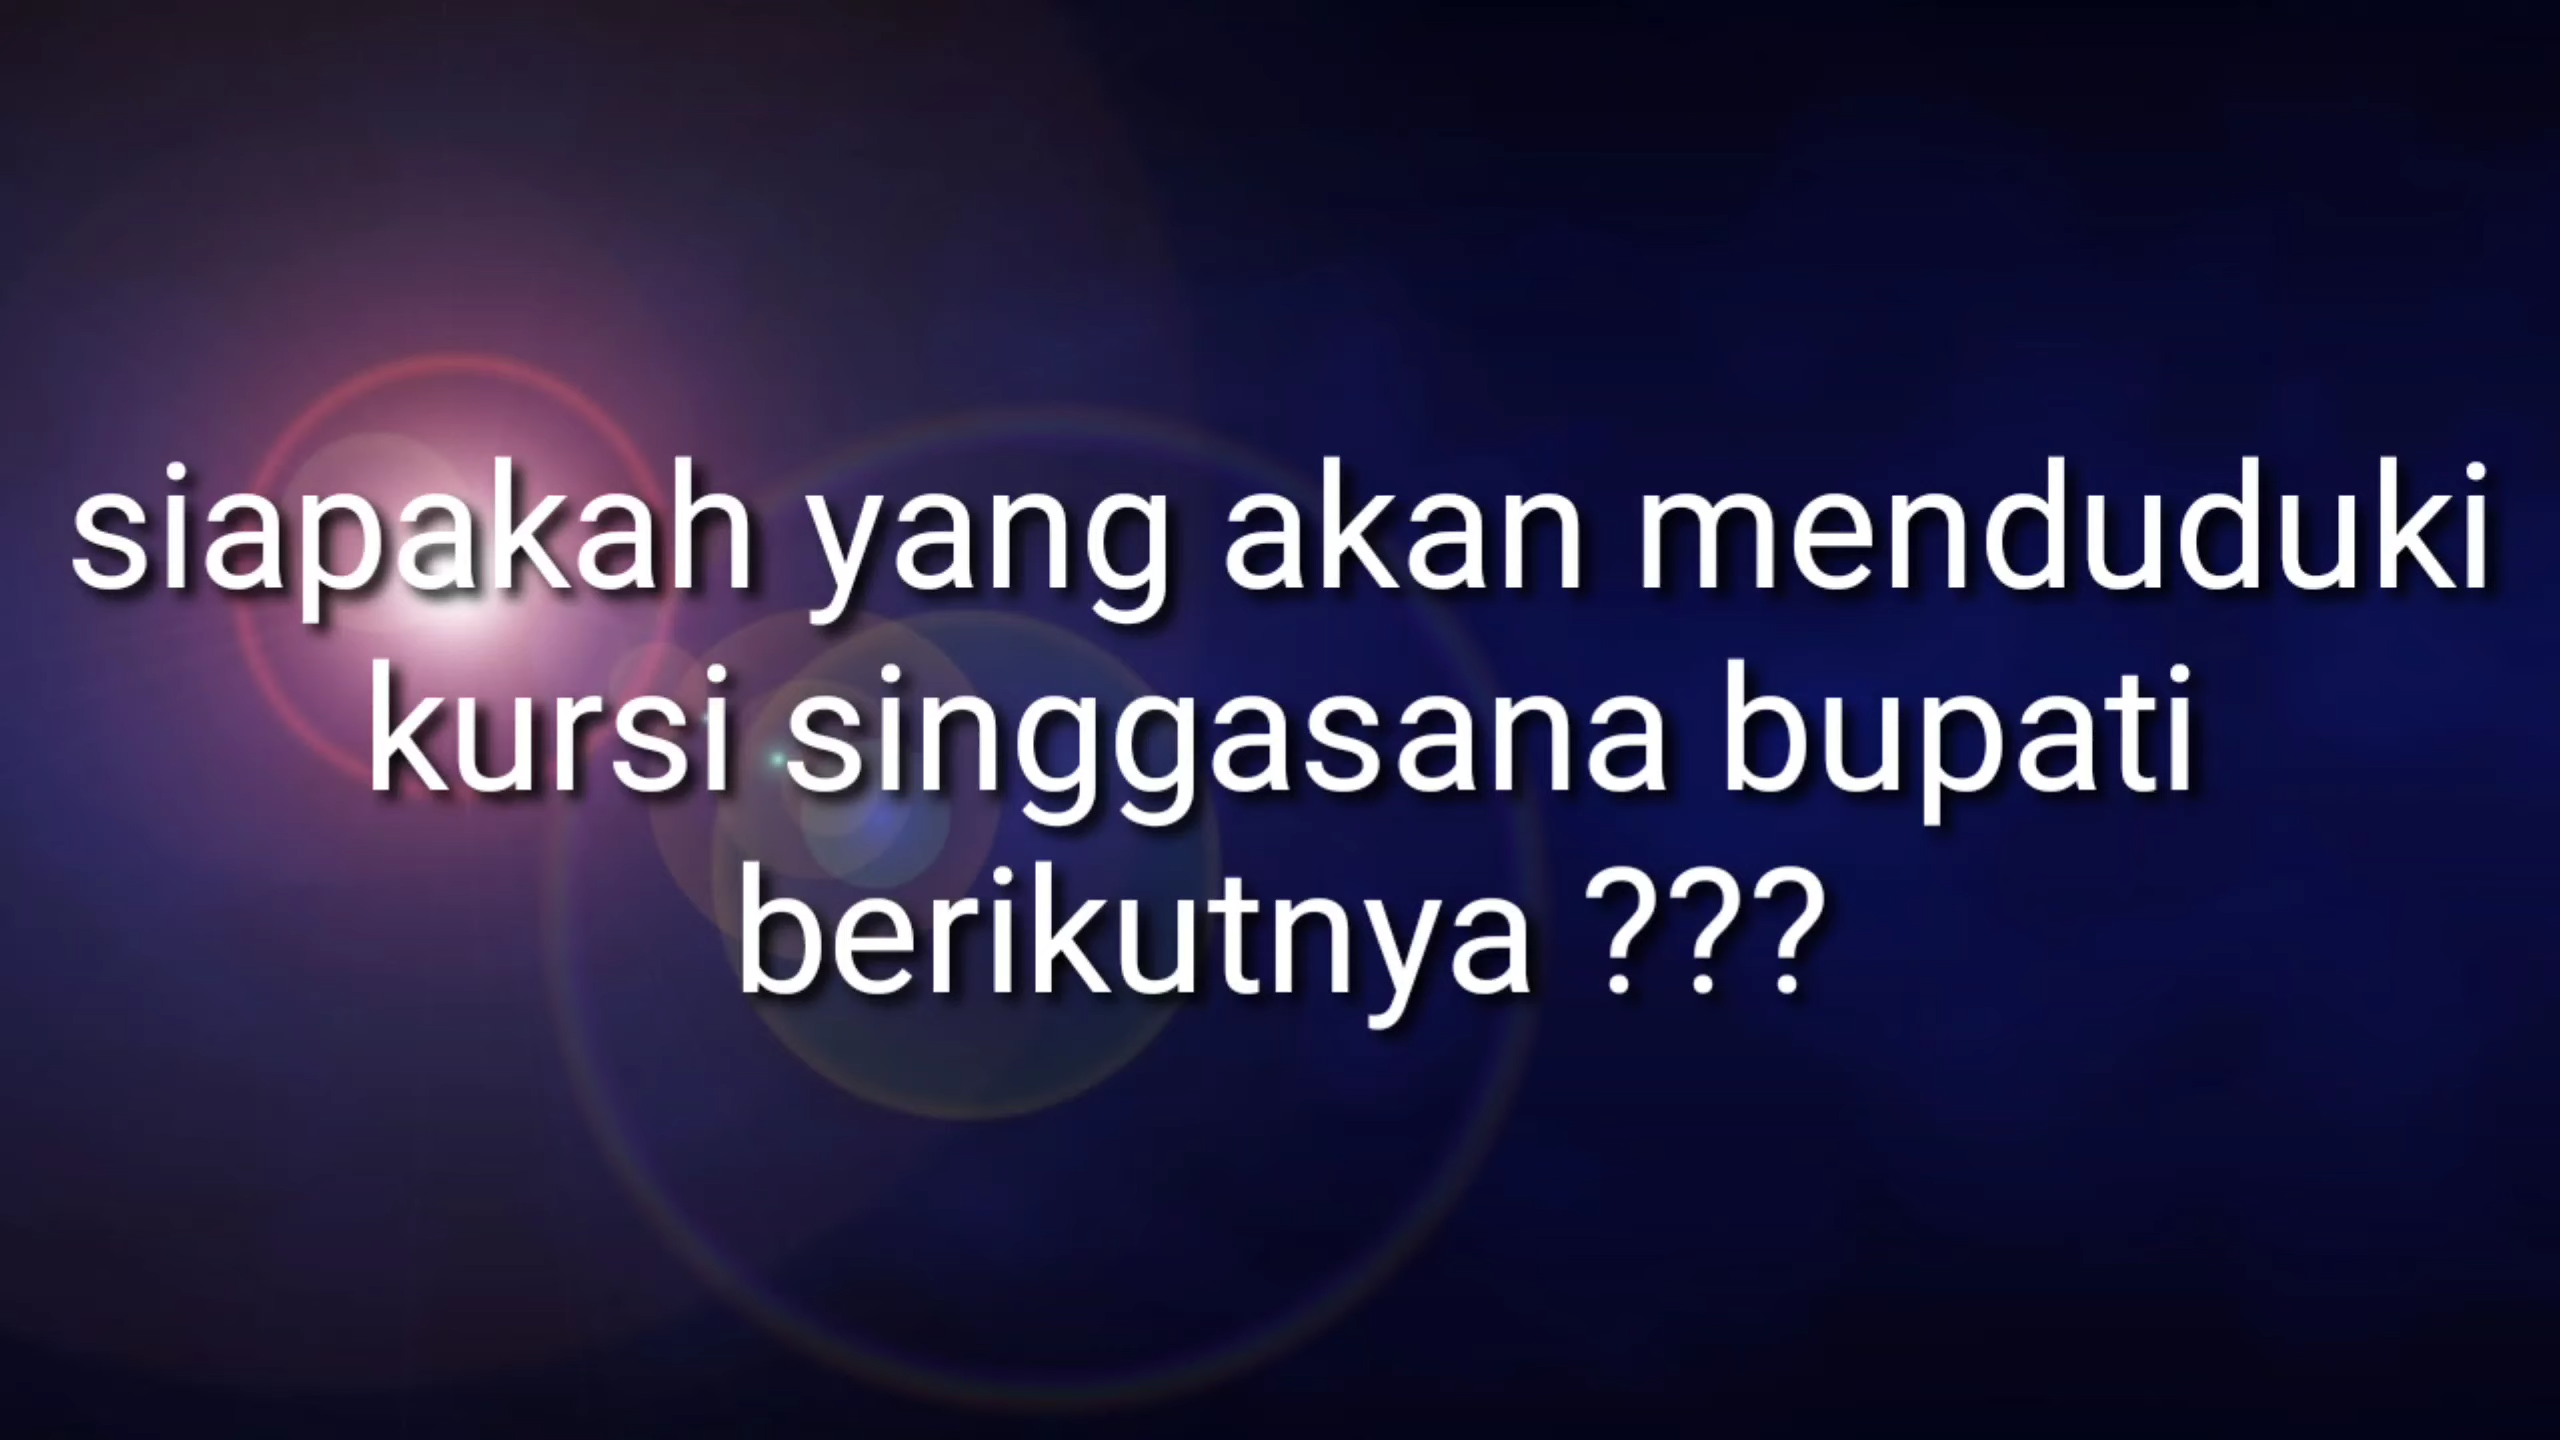 siapakah yang akan menduduki
kursi singgasana bupati
berikutnya ???